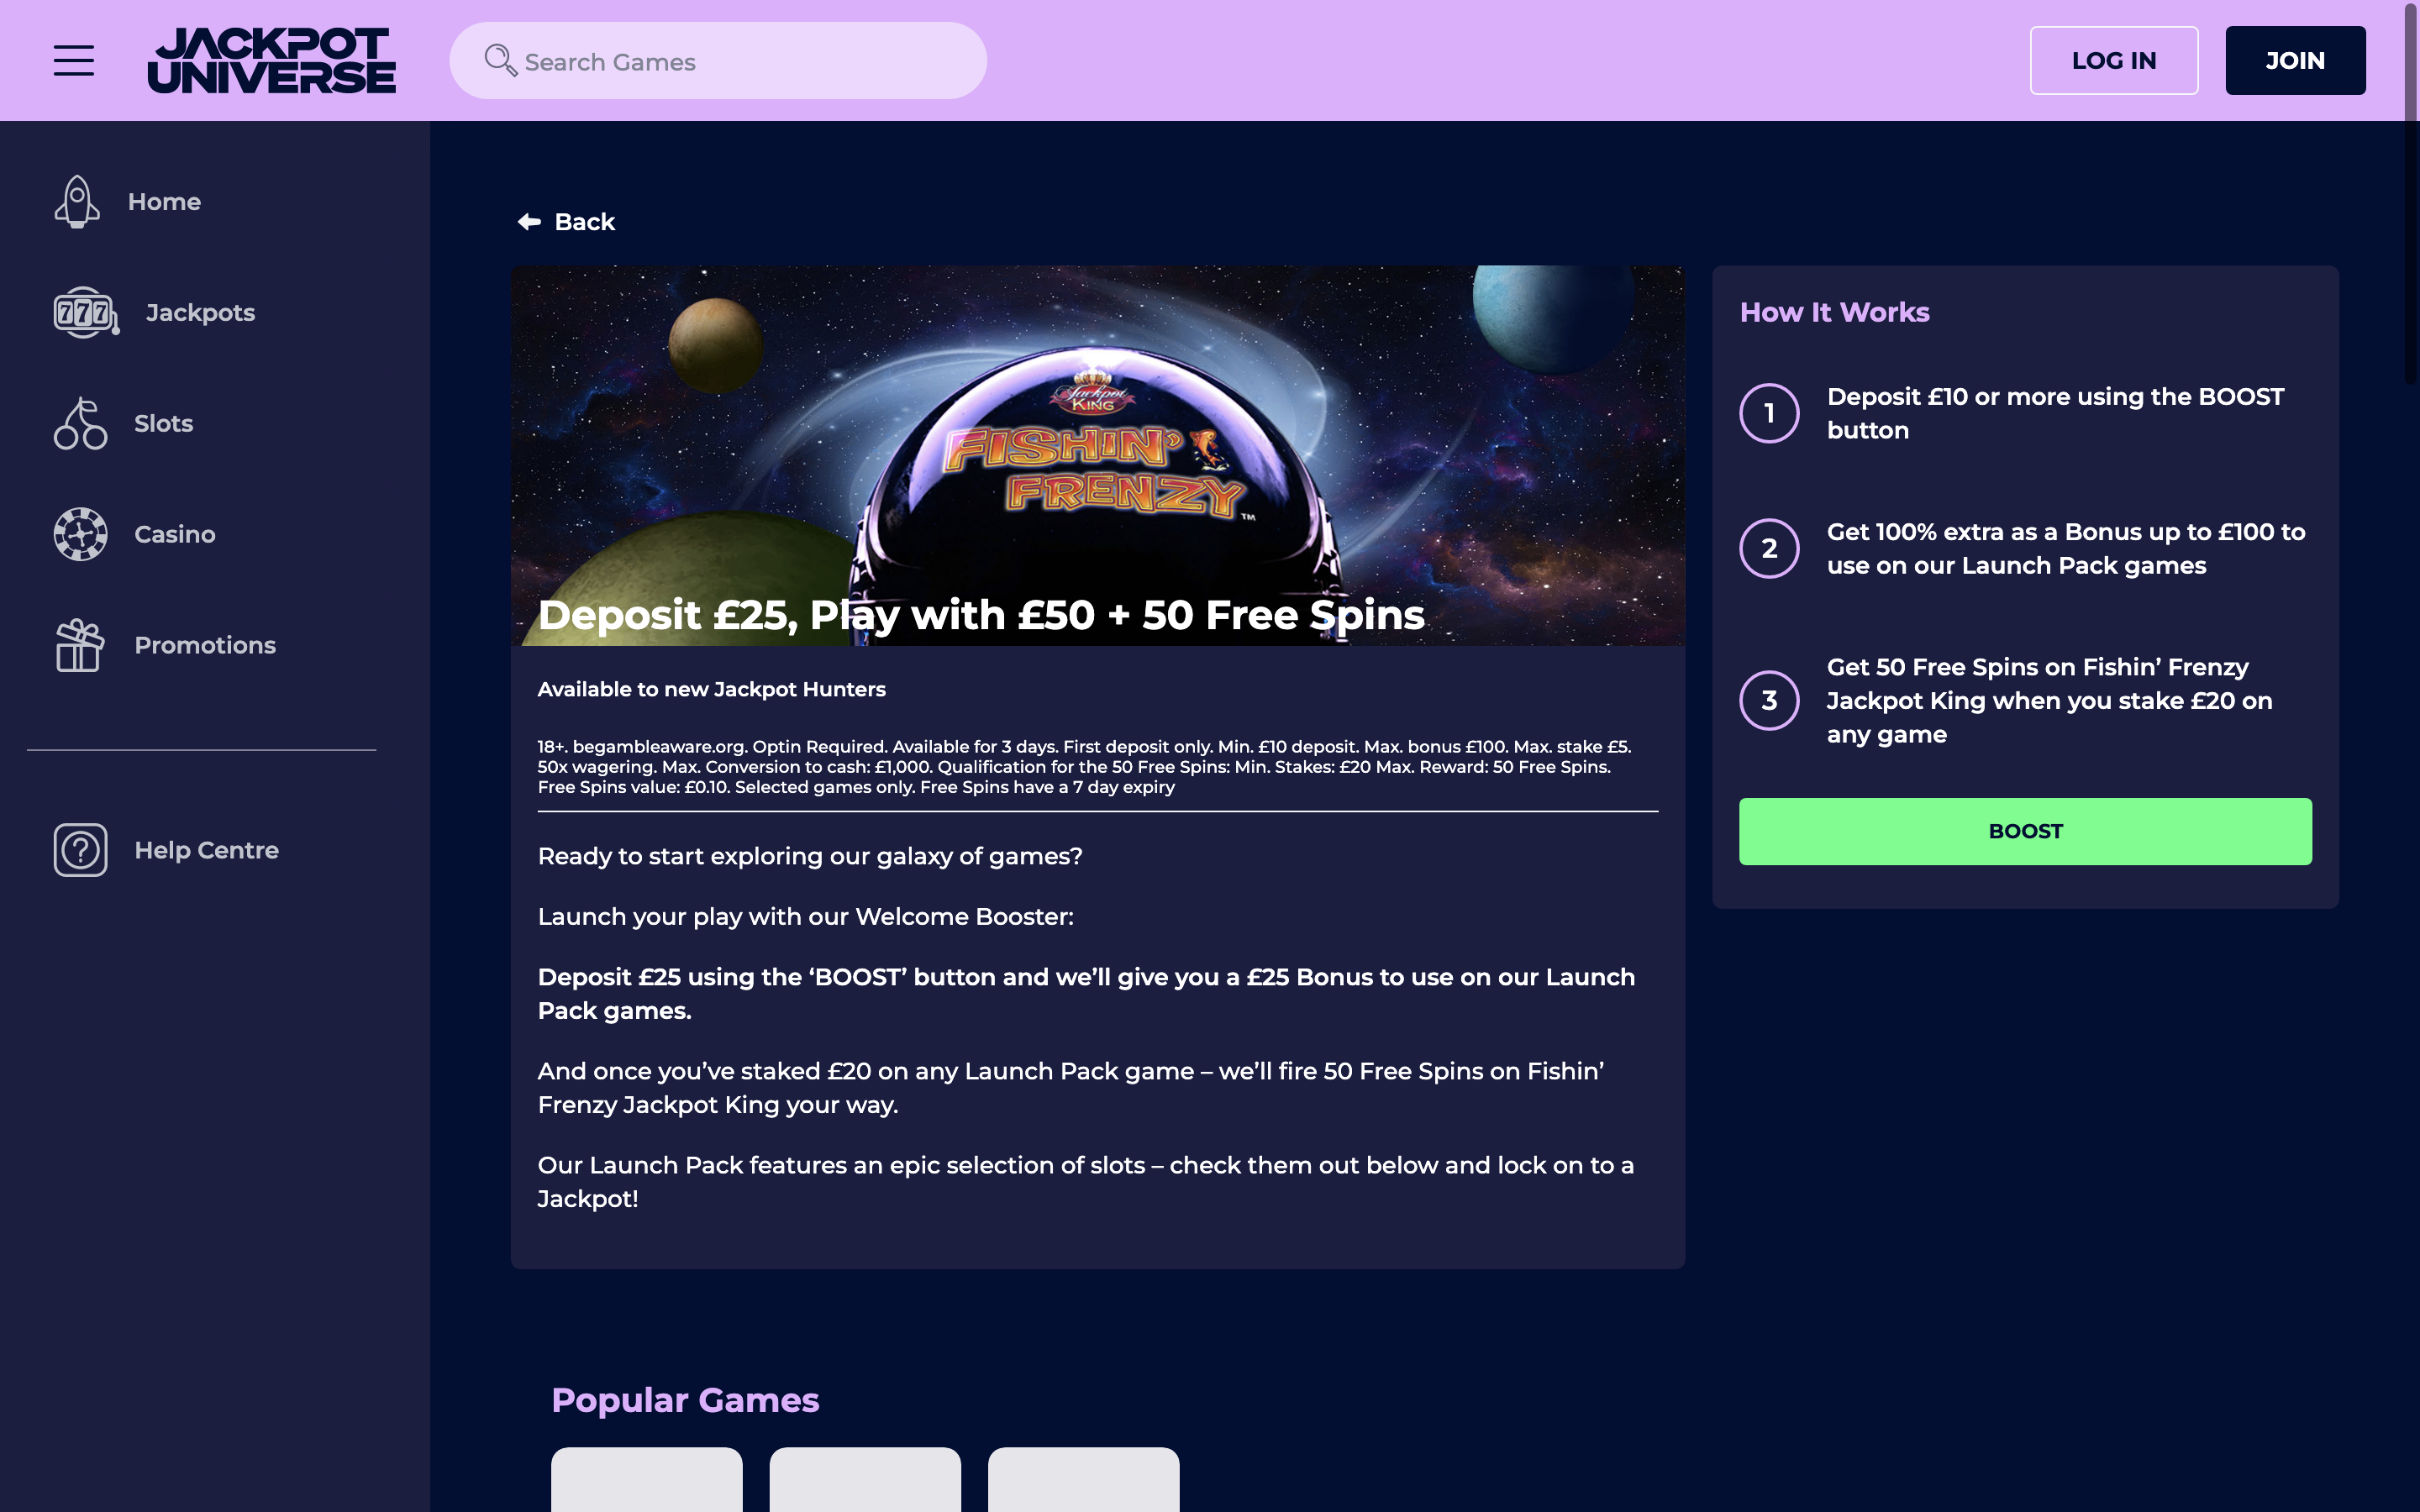 JACKPOT
UNIVERSE
Search Games
LOG IN
JOIN
Home
777
Jackpots
Slots
Casino
Promotions
Help Centre
Back
Jackpot
KING
FISHIN'
FRENZY™
Deposit £25, Play with £50 + 50 Free Spins
Available to new Jackpot Hunters
18+. begambleaware.org. Optin Required. Available for 3 days. First deposit only. Min. £10 deposit. Max. bonus £100. Max. stake £5.
50x wagering. Max. Conversion to cash: £1,000. Qualification for the 50 Free Spins: Min. Stakes: £20 Max. Reward: 50 Free Spins.
Free Spins value: £0.10. Selected games only. Free Spins have a 7 day expiry
Ready to start exploring our galaxy of games?
Launch your play with our Welcome Booster:
Deposit £25 using the ‘BOOST’ button and we’ll give you a £25 Bonus to use on our Launch
Pack games.
And once you’ve staked £20 on any Launch Pack game – we’ll fire 50 Free Spins on Fishin’
Frenzy Jackpot King your way.
Our Launch Pack features an epic selection of slots – check them out below and lock on to a
Jackpot!
How It Works
1
Deposit £10 or more using the BOOST
button
2
Get 100% extra as a Bonus up to £100 to
use on our Launch Pack games
3
Get 50 Free Spins on Fishin’ Frenzy
Jackpot King when you stake £20 on
any game
BOOST
Popular Games